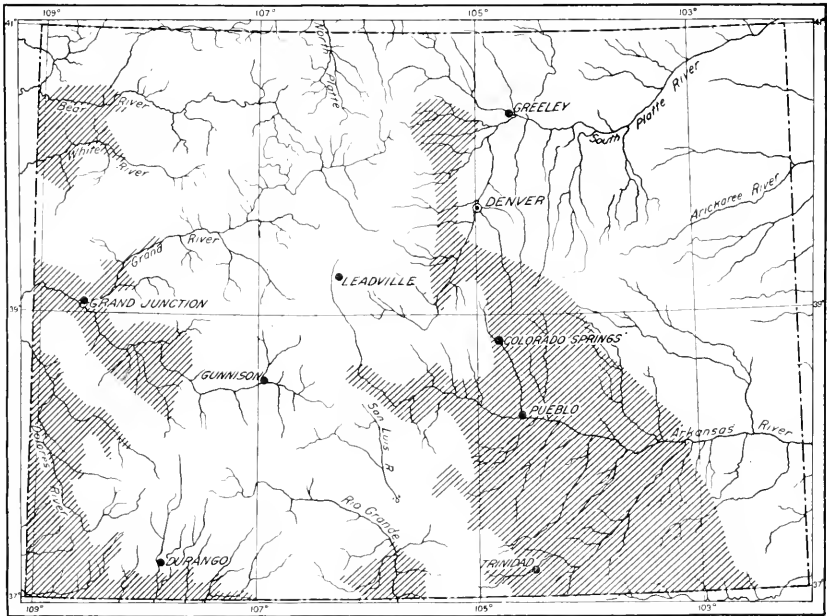 109°
107°
105°
103°
41°
41°
North Platte
Bear River
GREELEY
South Platte River
White River
DENVER
Arickaree River
Grand River
LEADVILLE
GRAND JUNCTION
39°
39°
COLORADO SPRINGS
GUNNISON
PUEBLO
San Luis R
Arkansas River
Dolores River
Rio Grande
DURANGO
TRINIDAD
37°
37°
109°
107°
105°
103°